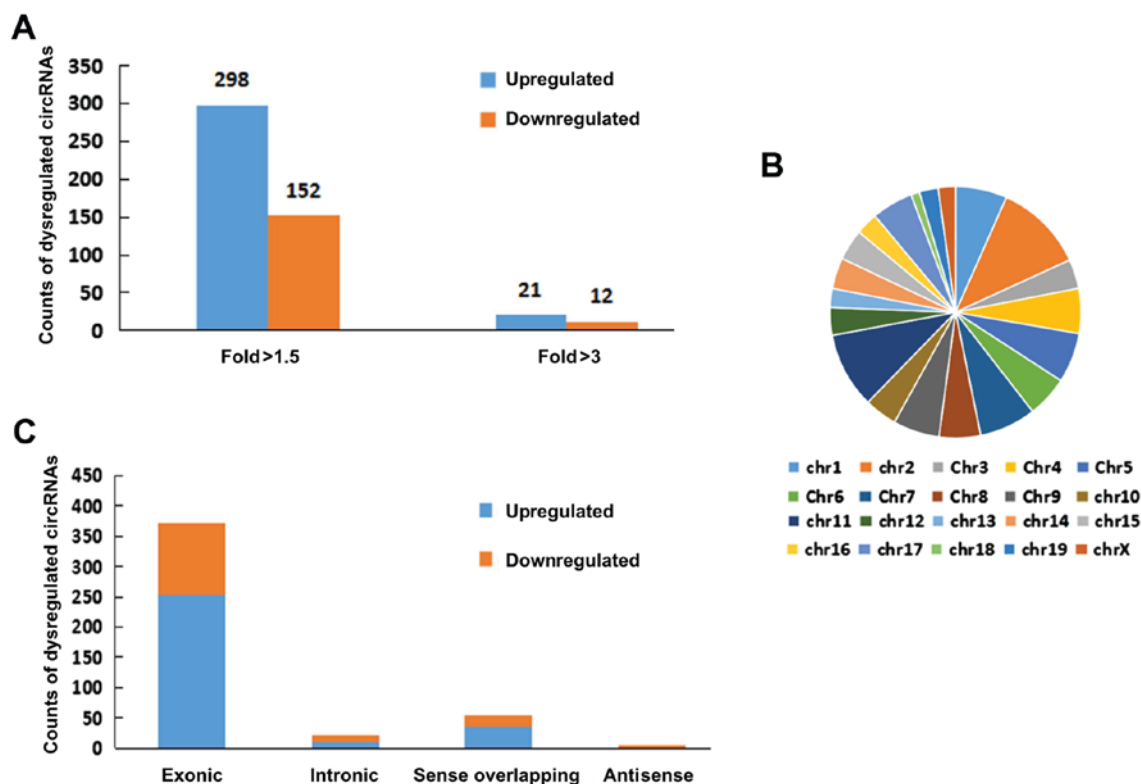 A
Counts of dysregulated circRNAs
350
300
250
200
150
100
50
0
298
152
21
12
Fold>1.5
Fold>3
Upregulated
Downregulated
B
chr1 chr2 Chr3 Chr4 Chr5
Chr6 Chr7 Chr8 Chr9 chr10
chr11 chr12 chr13 chr14 chr15
chr16 chr17 chr18 chr19 chrX
C
Counts of dysregulated circRNAs
450
400
350
300
250
200
150
100
50
0
Upregulated
Downregulated
Exonic Intronic Sense overlapping Antisense